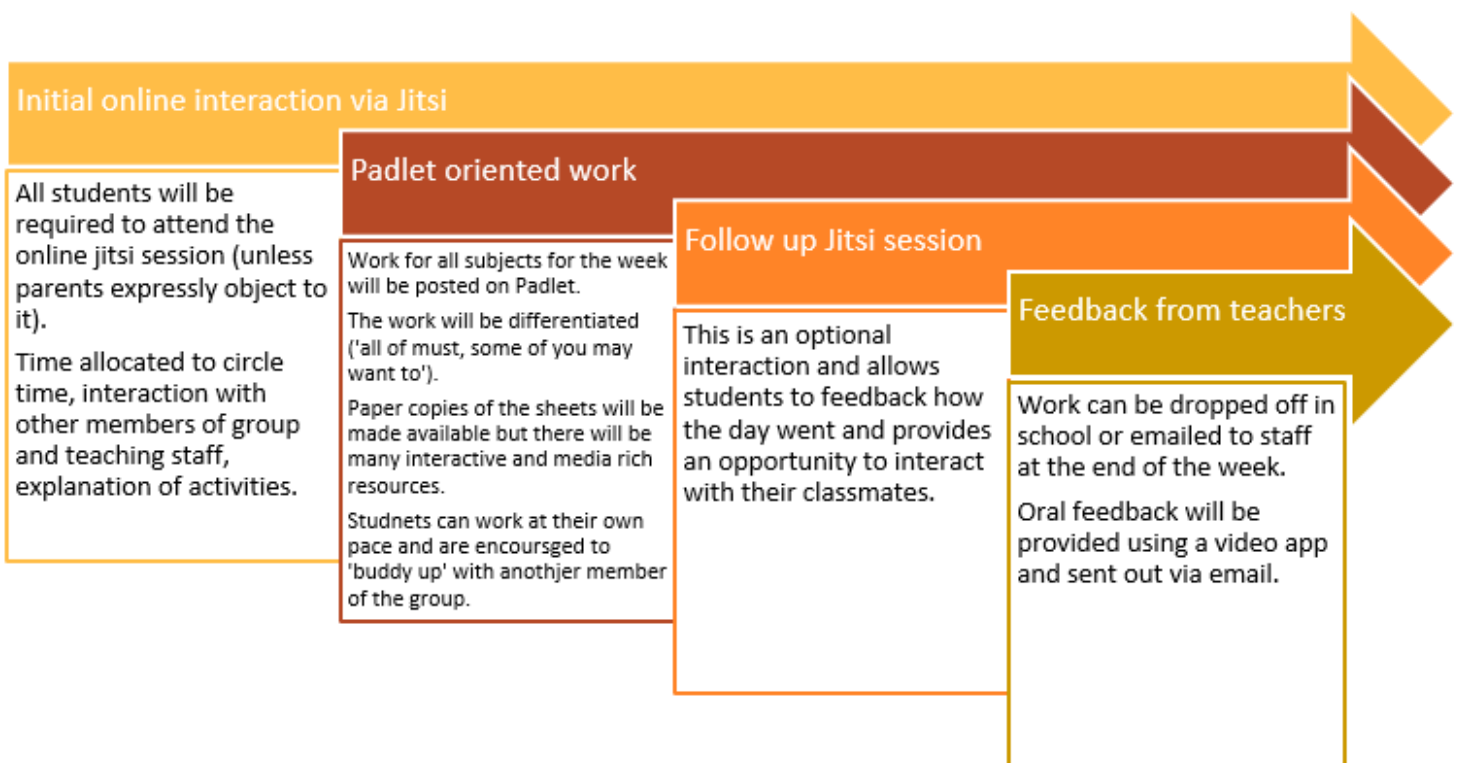 Initial online interaction via Jitsi
All students will be
required to attend the
online jitsi session (unless
parents expressly object to
it).
Time allocated to circle
time, interaction with
other members of group
and teaching staff,
explanation of activities.
Padlet oriented work
Work for all subjects for the week
will be posted on Padlet.
The work will be differentiated
('all of must, some of you may
want to').
Paper copies of the sheets will be
made available but there will be
many interactive and media rich
resources.
Studnets can work at their own
pace and are encoursged to
'buddy up' with anothjer member
of the group.
Follow up Jitsi session
This is an optional
interaction and allows
students to feedback how
the day went and provides
an opportunity to interact
with their classmates.
Feedback from teachers
Work can be dropped off in
school or emailed to staff
at the end of the week.
Oral feedback will be
provided using a video app
and sent out via email.